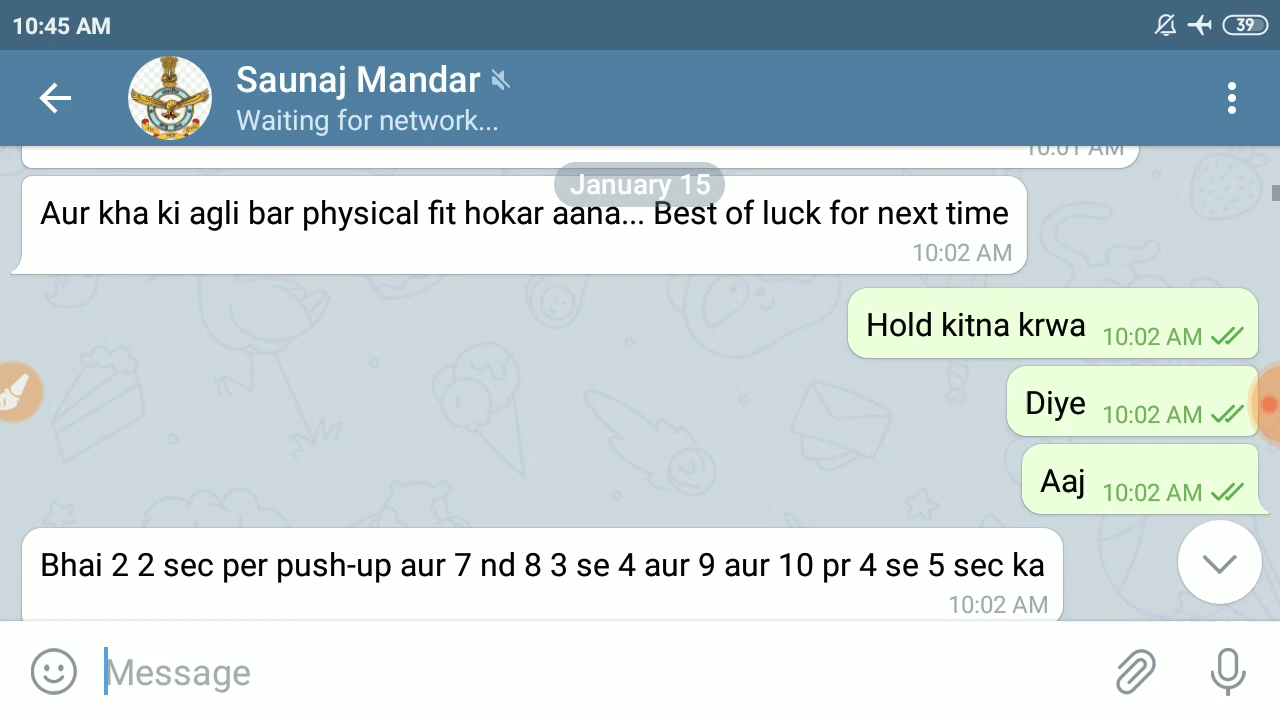 10:45 AM
39
Saunaj Mandar
Waiting for network...
10:01 AM
January 15
Aur kha ki agli bar physical fit hokar aana... Best of luck for next time
10:02 AM
Hold kitna krwa 10:02 AM
Diye 10:02 AM
Aaj 10:02 AM
Bhai 2 2 sec per push-up aur 7 nd 8 3 se 4 aur 9 aur 10 pr 4 se 5 sec ka
10:02 AM
Message